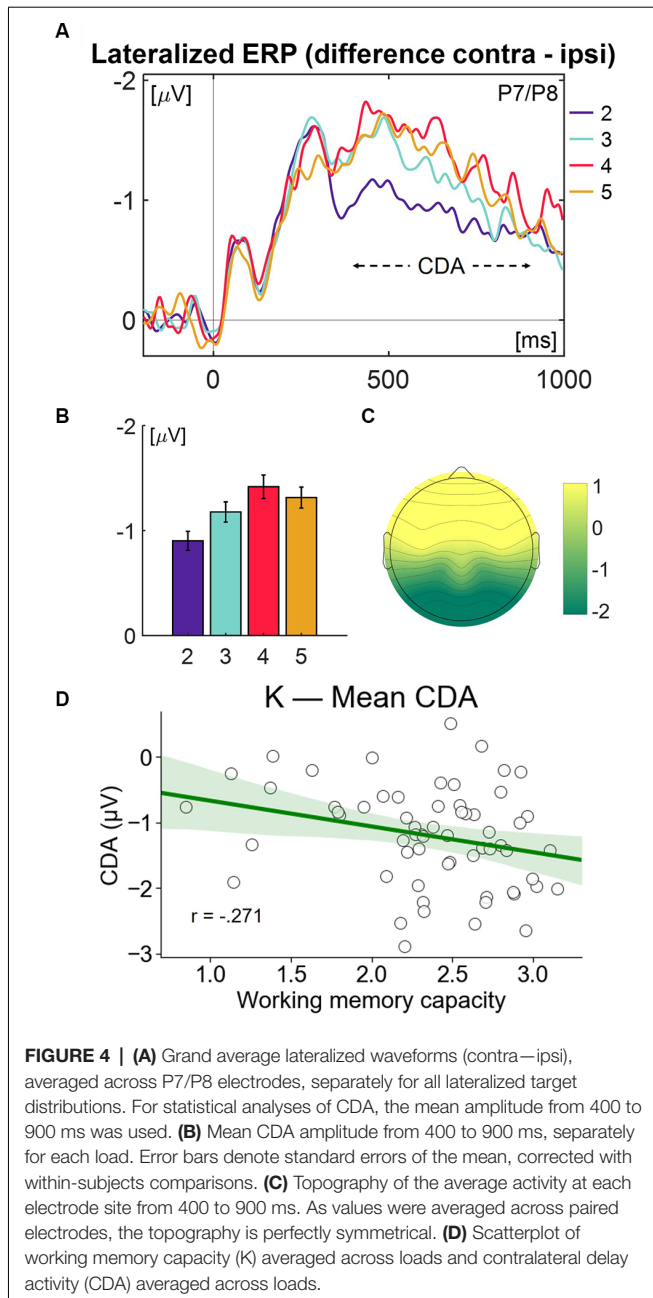 A
Lateralized ERP (difference contra - ipsi)
-2
[μV]
P7/P8
2
3
4
5
-1
CDA
0
[ms]
0
500
1000
B
C
-2
[μV]
-1
0
2
3
4
5
1
0
-1
-2
D
K — Mean CDA
0
−1
−2
−3
CDA (μV)
r = -.271
1.0
1.5
2.0
2.5
3.0
Working memory capacity
FIGURE 4 | (A) Grand average lateralized waveforms (contra—ipsi),
averaged across P7/P8 electrodes, separately for all lateralized target
distributions. For statistical analyses of CDA, the mean amplitude from 400 to
900 ms was used. (B) Mean CDA amplitude from 400 to 900 ms, separately
for each load. Error bars denote standard errors of the mean, corrected with
within-subjects comparisons. (C) Topography of the average activity at each
electrode site from 400 to 900 ms. As values were averaged across paired
electrodes, the topography is perfectly symmetrical. (D) Scatterplot of
working memory capacity (K) averaged across loads and contralateral delay
activity (CDA) averaged across loads.